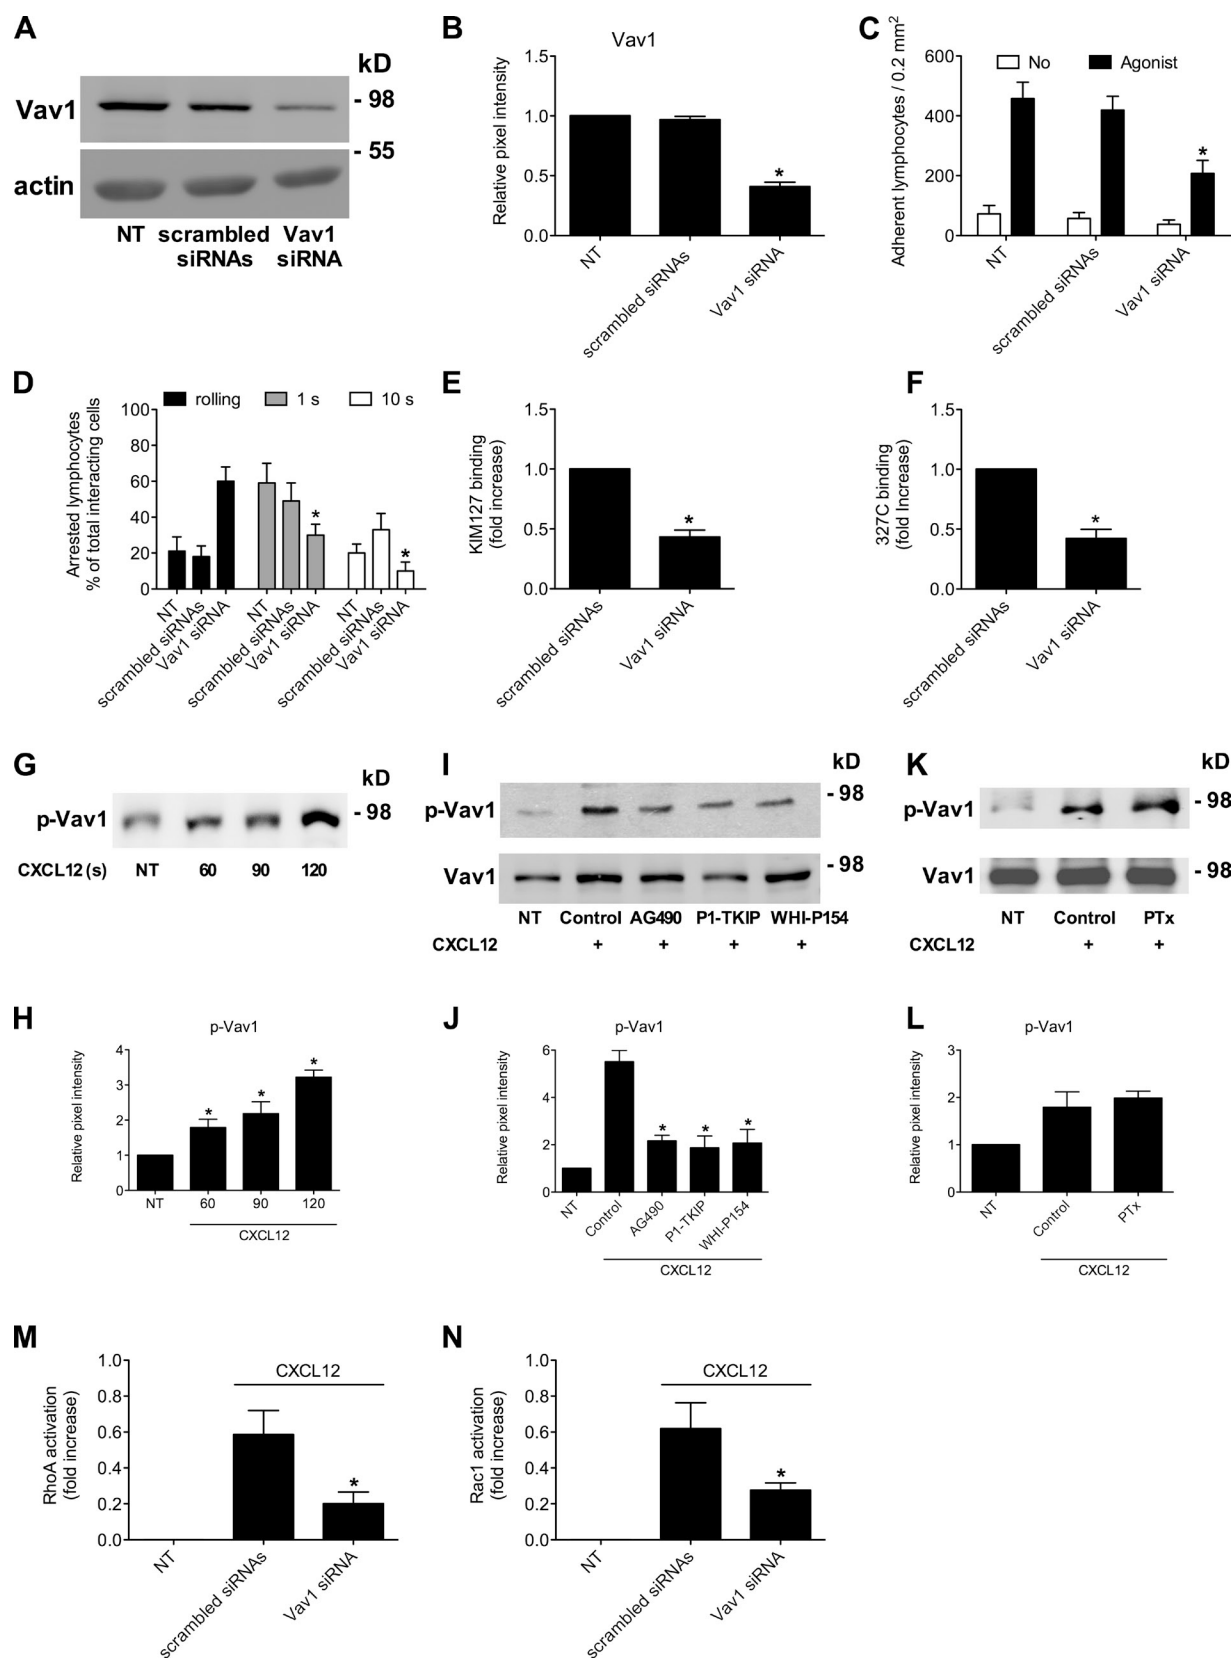 A
kD
Vav1
- 98
- 55
actin
NT scrambled Vav1
siRNAs siRNA
B
Vav1
Relative pixel intensity
1.5
1.0
0.5
0.0
NT
scrambled siRNAs
Vav1 siRNA
*
C
Adherent lymphocytes / 0.2 mm²
600
400
200
0
No
Agonist
*
NT
scrambled siRNAs
Vav1 siRNA
D
rolling
1 s
10 s
Arrested lymphocytes
% of total interacting cells
100
80
60
40
20
0
*
*
NT
scrambled siRNAs
Vav1 siRNA
NT
scrambled siRNAs
Vav1 siRNA
NT
scrambled siRNAs
Vav1 siRNA
E
KIM127 binding
(fold increase)
1.5
1.0
0.5
0.0
*
scrambled siRNAs
Vav1 siRNA
F
327C binding
(fold Increase)
1.5
1.0
0.5
0.0
*
scrambled siRNAs
Vav1 siRNA
G
kD
p-Vav1
- 98
CXCL12 (s) NT 60 90 120
I
kD
p-Vav1
- 98
Vav1
- 98
NT Control AG490 P1-TKIP WHI-P154
CXCL12 + + + +
K
kD
p-Vav1
- 98
Vav1
- 98
NT Control PTx
CXCL12 + +
H
p-Vav1
Relative pixel intensity
4
3
2
1
0
*
*
*
NT 60 90 120
CXCL12
J
p-Vav1
Relative pixel intensity
6
4
2
0
* * *
NT
Control
AG490
P1-TKIP
WHI-P154
CXCL12
L
p-Vav1
Relative pixel intensity
3
2
1
0
NT
Control
PTx
CXCL12
M
RhoA activation
(fold increase)
1.0
0.8
0.6
0.4
0.2
0.0
CXCL12
*
NT
scrambled siRNAs
Vav1 siRNA
N
Rac1 activation
(fold increase)
1.0
0.8
0.6
0.4
0.2
0.0
CXCL12
*
NT
scrambled siRNAs
Vav1 siRNA